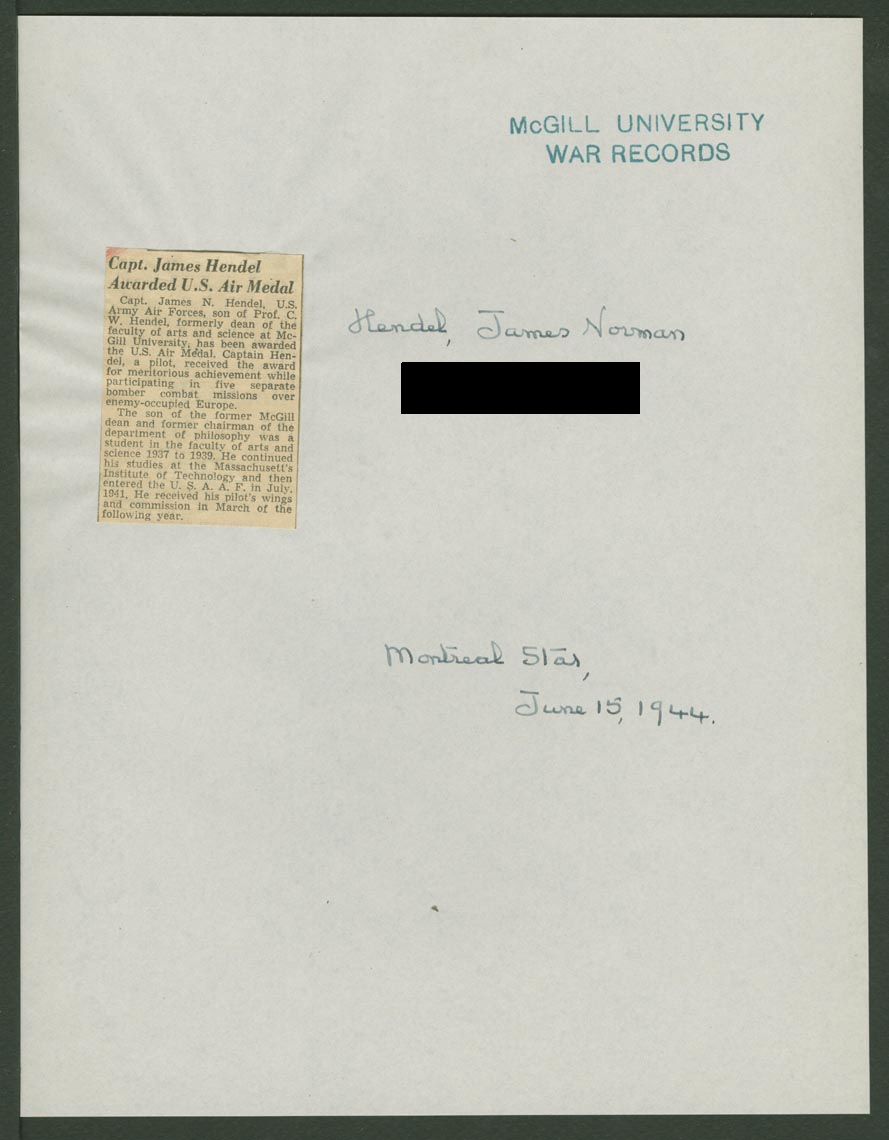 McGILL UNIVERSITY
WAR RECORDS
Capt. James Hendel
Awarded U.S. Air Medal
Capt. James N. Hendel, U.S.
Army Air Forces, son of Prof. C.
W. Hendel, formerly dean of the
faculty of arts and science at Mc-
Gill University, has been awarded
the U.S. Air Medal. Captain Hen-
del, a pilot, received the award
for meritorious achievement while
participating in five separate
bomber combat missions over
enemy-occupied Europe.
The son of the former McGill
dean and former chairman of the
department of philosophy was a
student in the faculty of arts and
science 1937 to 1939. He continued
his studies at the Massachusett's
Institute of Technology and then
entered the U. S. A. A. F. in July,
1941. He received his pilot's wings
and commission in March of the
following year.
Hendel, James Norman
Montreal Star,
June 15, 1944.